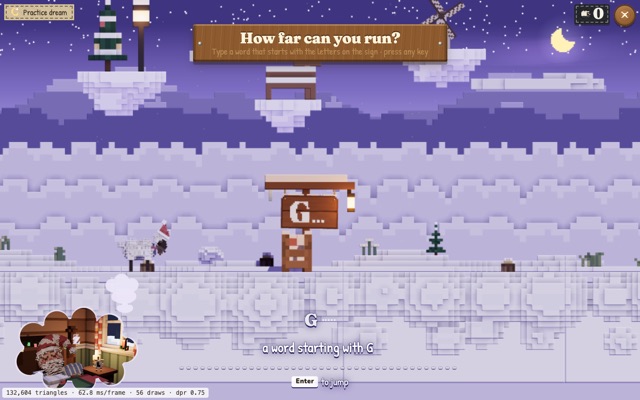 Practice dream
0
How far can you run?
Type a word that starts with the letters on the sign · press any key
G...
G
a word starting with G
Enter to jump
132,604 triangles · 62.8 ms/frame · 56 draws · dpr 0.75